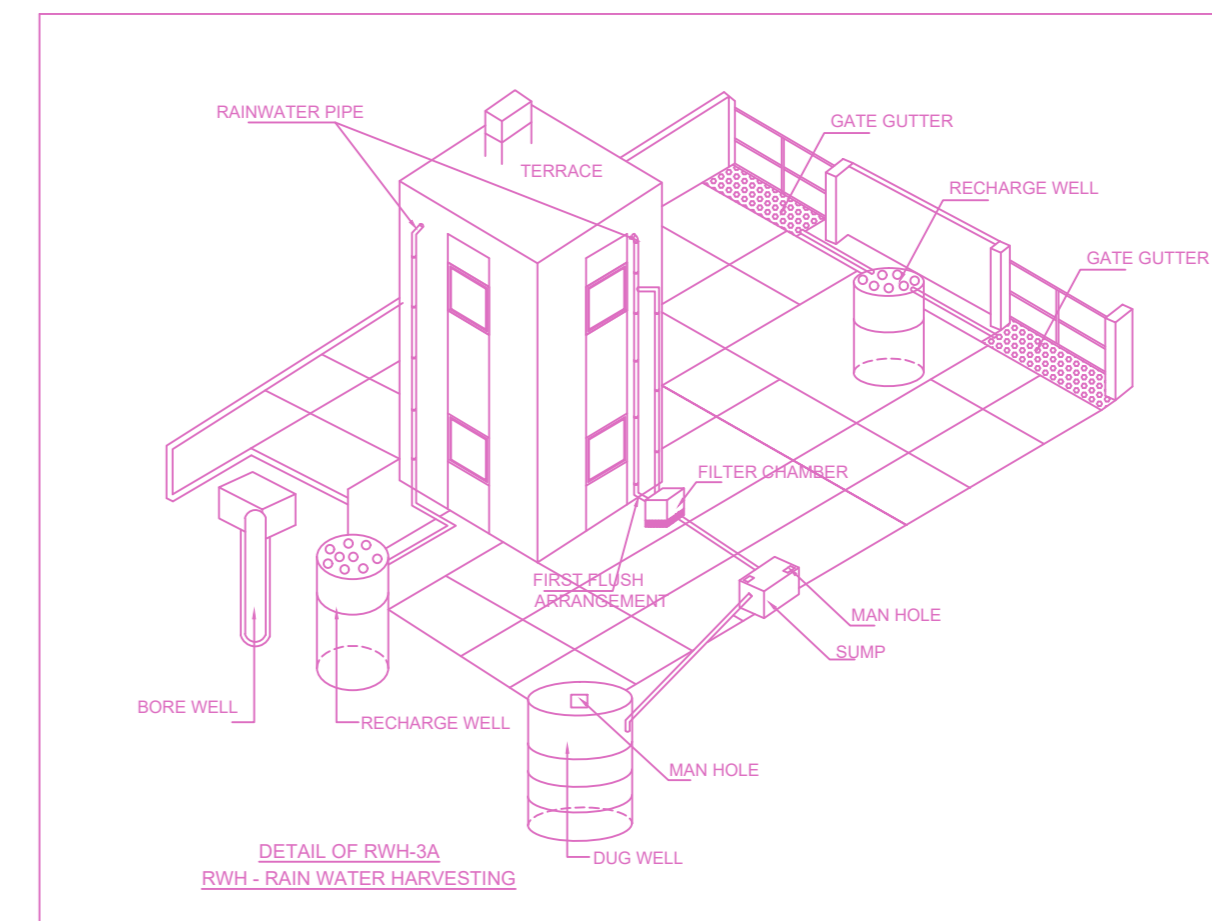 RAINWATER PIPE
GATE GUTTER
TERRACE
RECHARGE WELL
GATE GUTTER
FILTER CHAMBER
FIRST FLUSH
ARRANGEMENT
MAN HOLE
SUMP
BORE WELL
RECHARGE WELL
MAN HOLE
DUG WELL
DETAIL OF RWH-3A
RWH - RAIN WATER HARVESTING